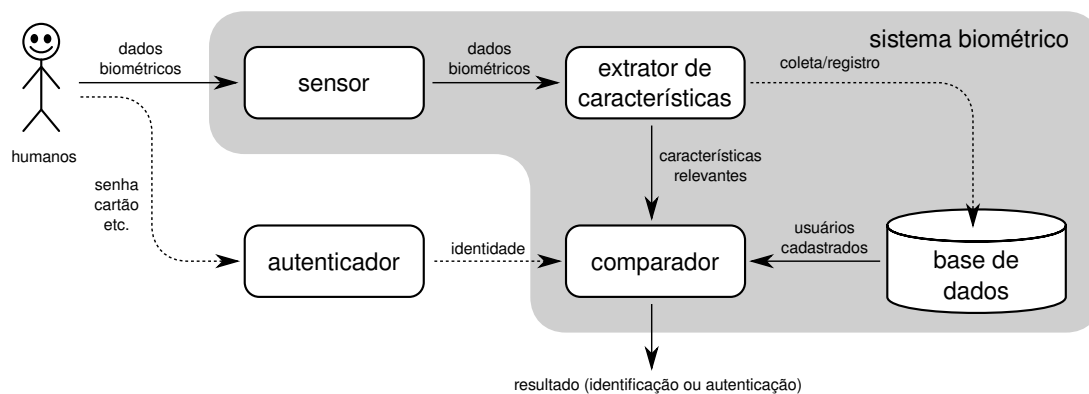 sistema biométrico
dados
biométricos
sensor
dados
biométricos
extrator de
características
coleta/registro
humanos
características
relevantes
senha
cartão
etc.
autenticador
identidade
comparador
usuários
cadastrados
base de
dados
resultado (identificação ou autenticação)